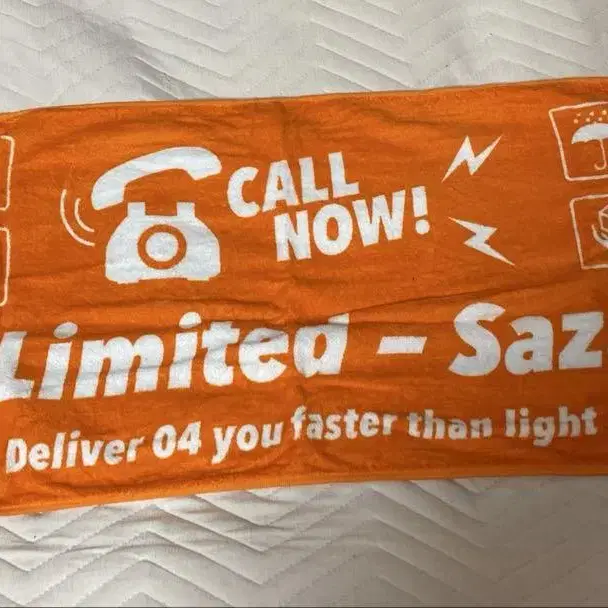 CALL
NOW!
Limited - Saz
Deliver 04 you faster than light